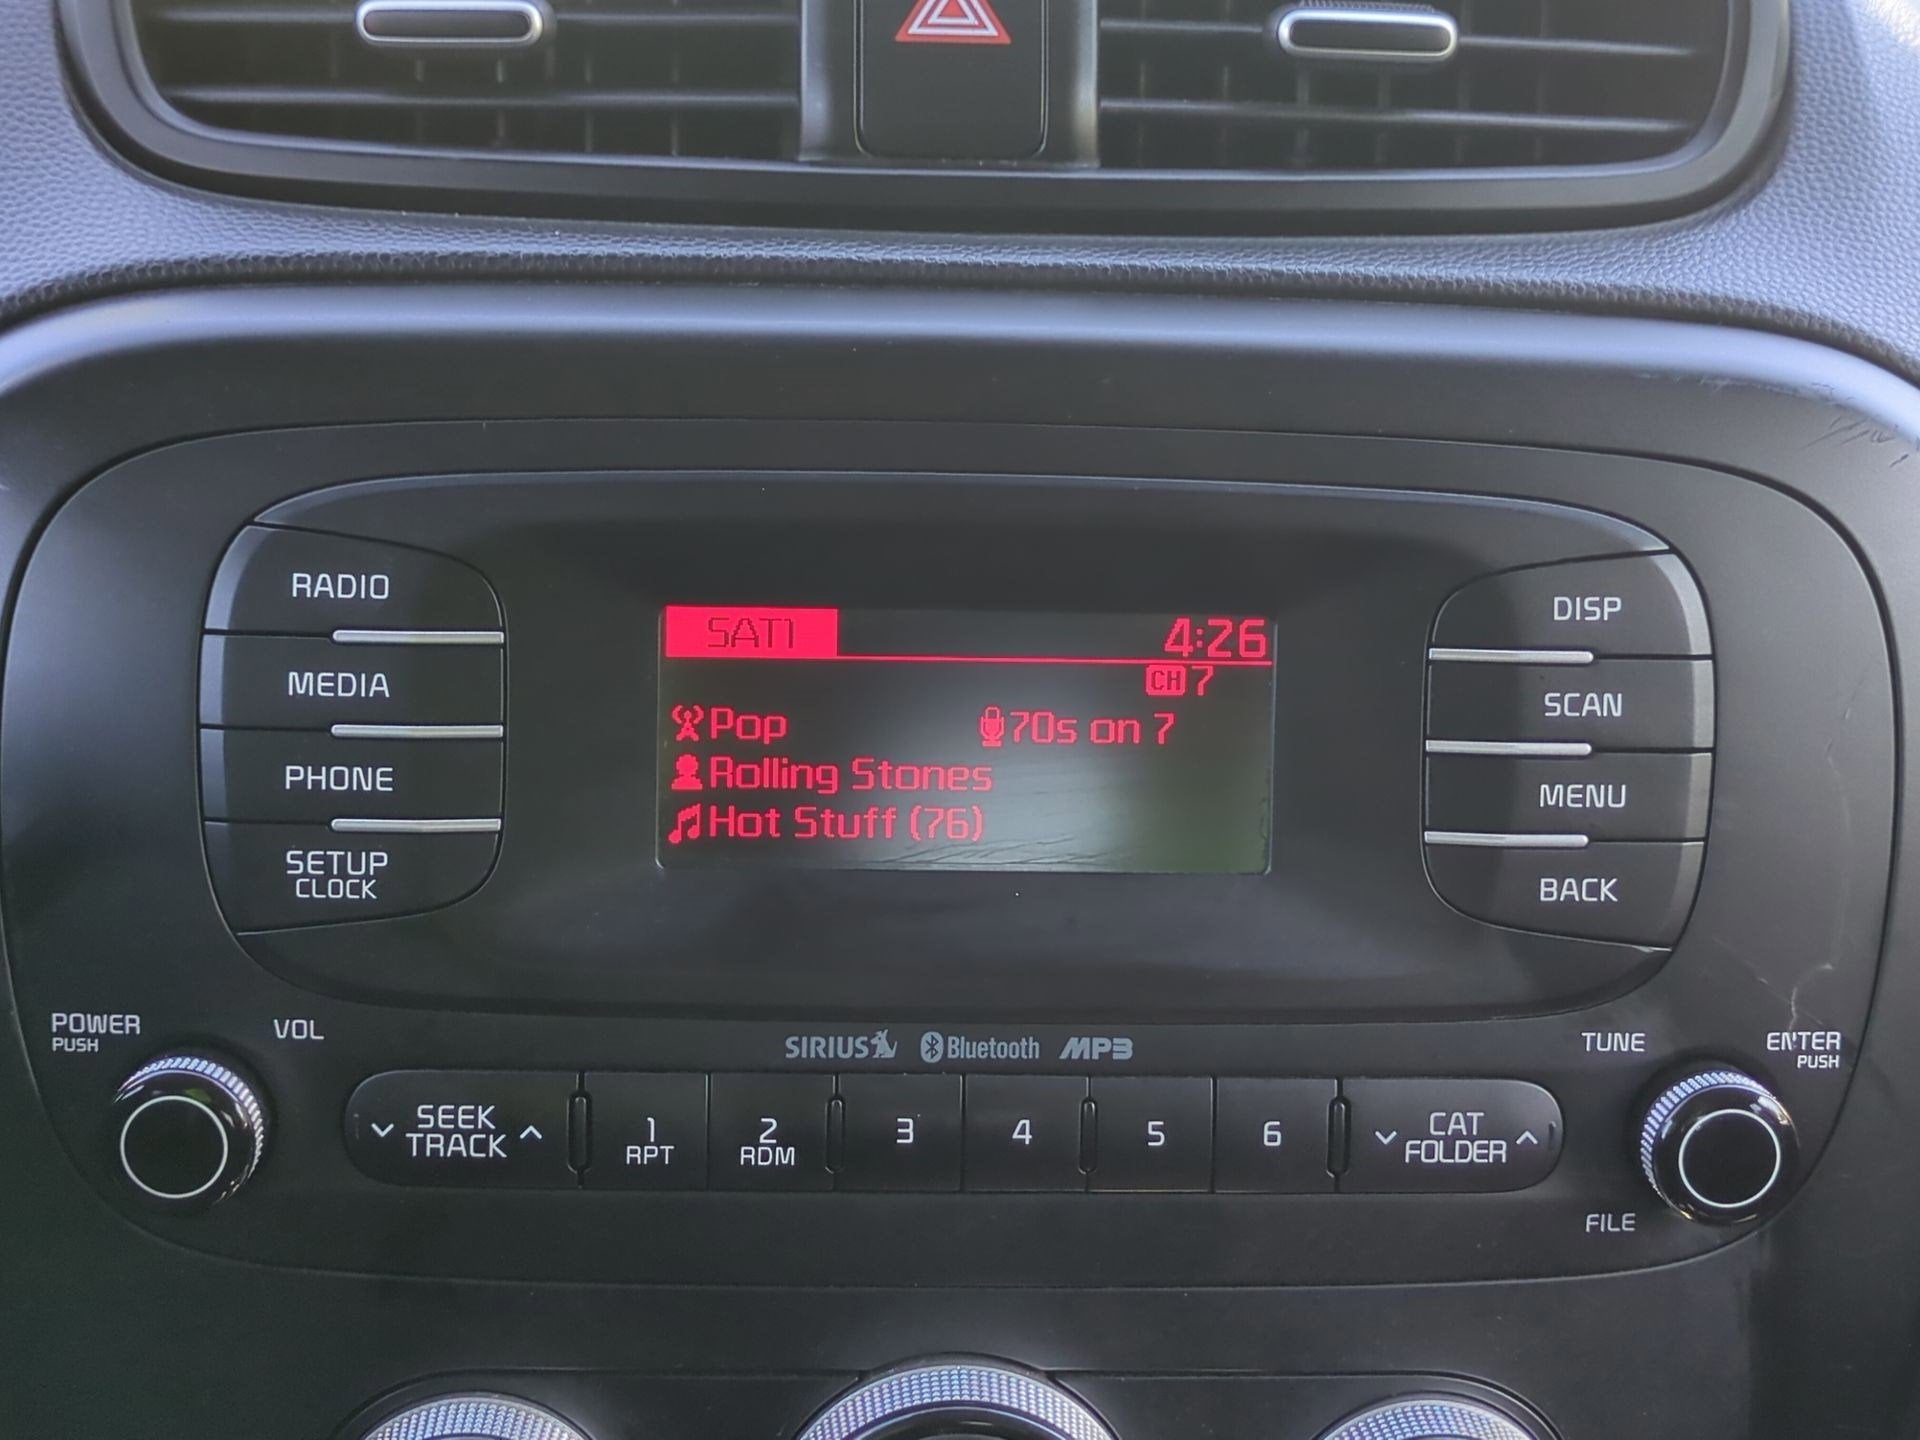 SAT1
4:26
CH 7
Pop
70s on 7
Rolling Stones
Hot Stuff (76)
RADIO
MEDIA
PHONE
SETUP
CLOCK
DISP
SCAN
MENU
BACK
POWER
PUSH
VOL
SIRIUS Bluetooth MP3
TUNE
ENTER
PUSH
SEEK
TRACK
1
RPT
2
RDM
3
4
5
6
CAT
FOLDER
FILE